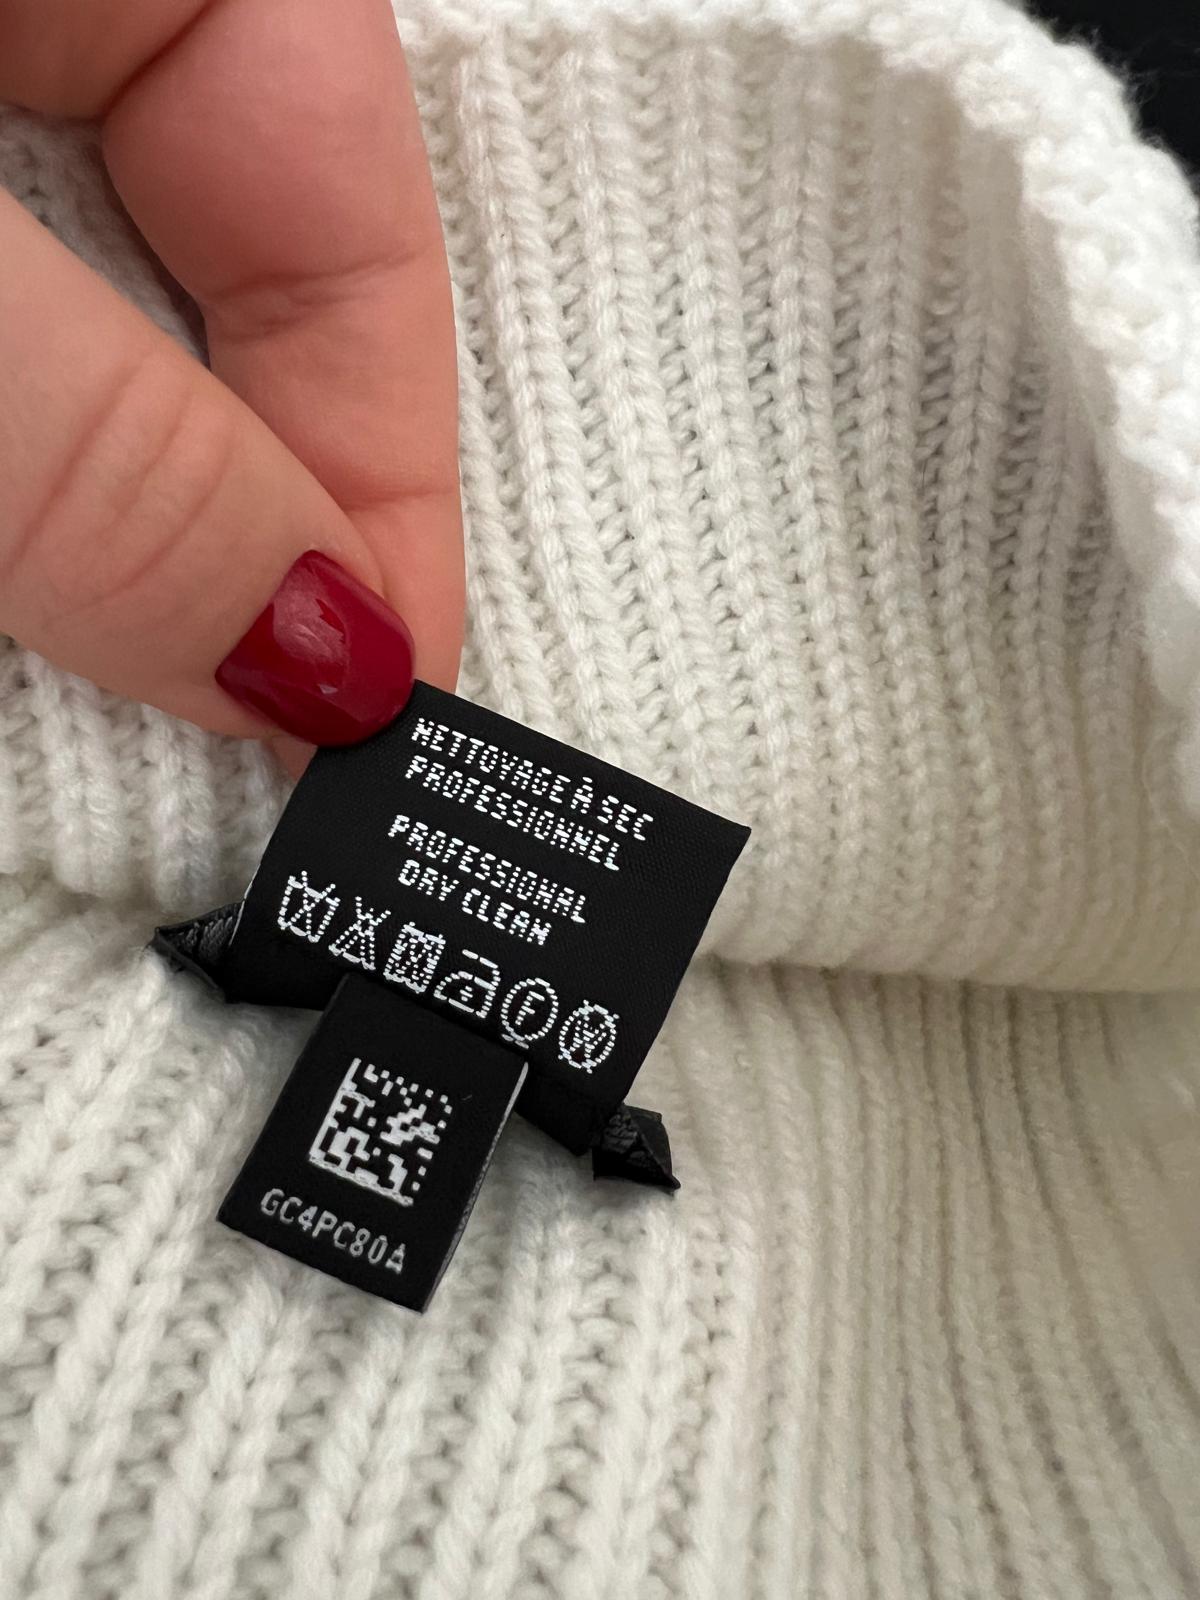 NETTOYAGE À SEC
PROFESSIONNEL
PROFESSIONAL
DRY CLEAN
F W
GC4PC80A